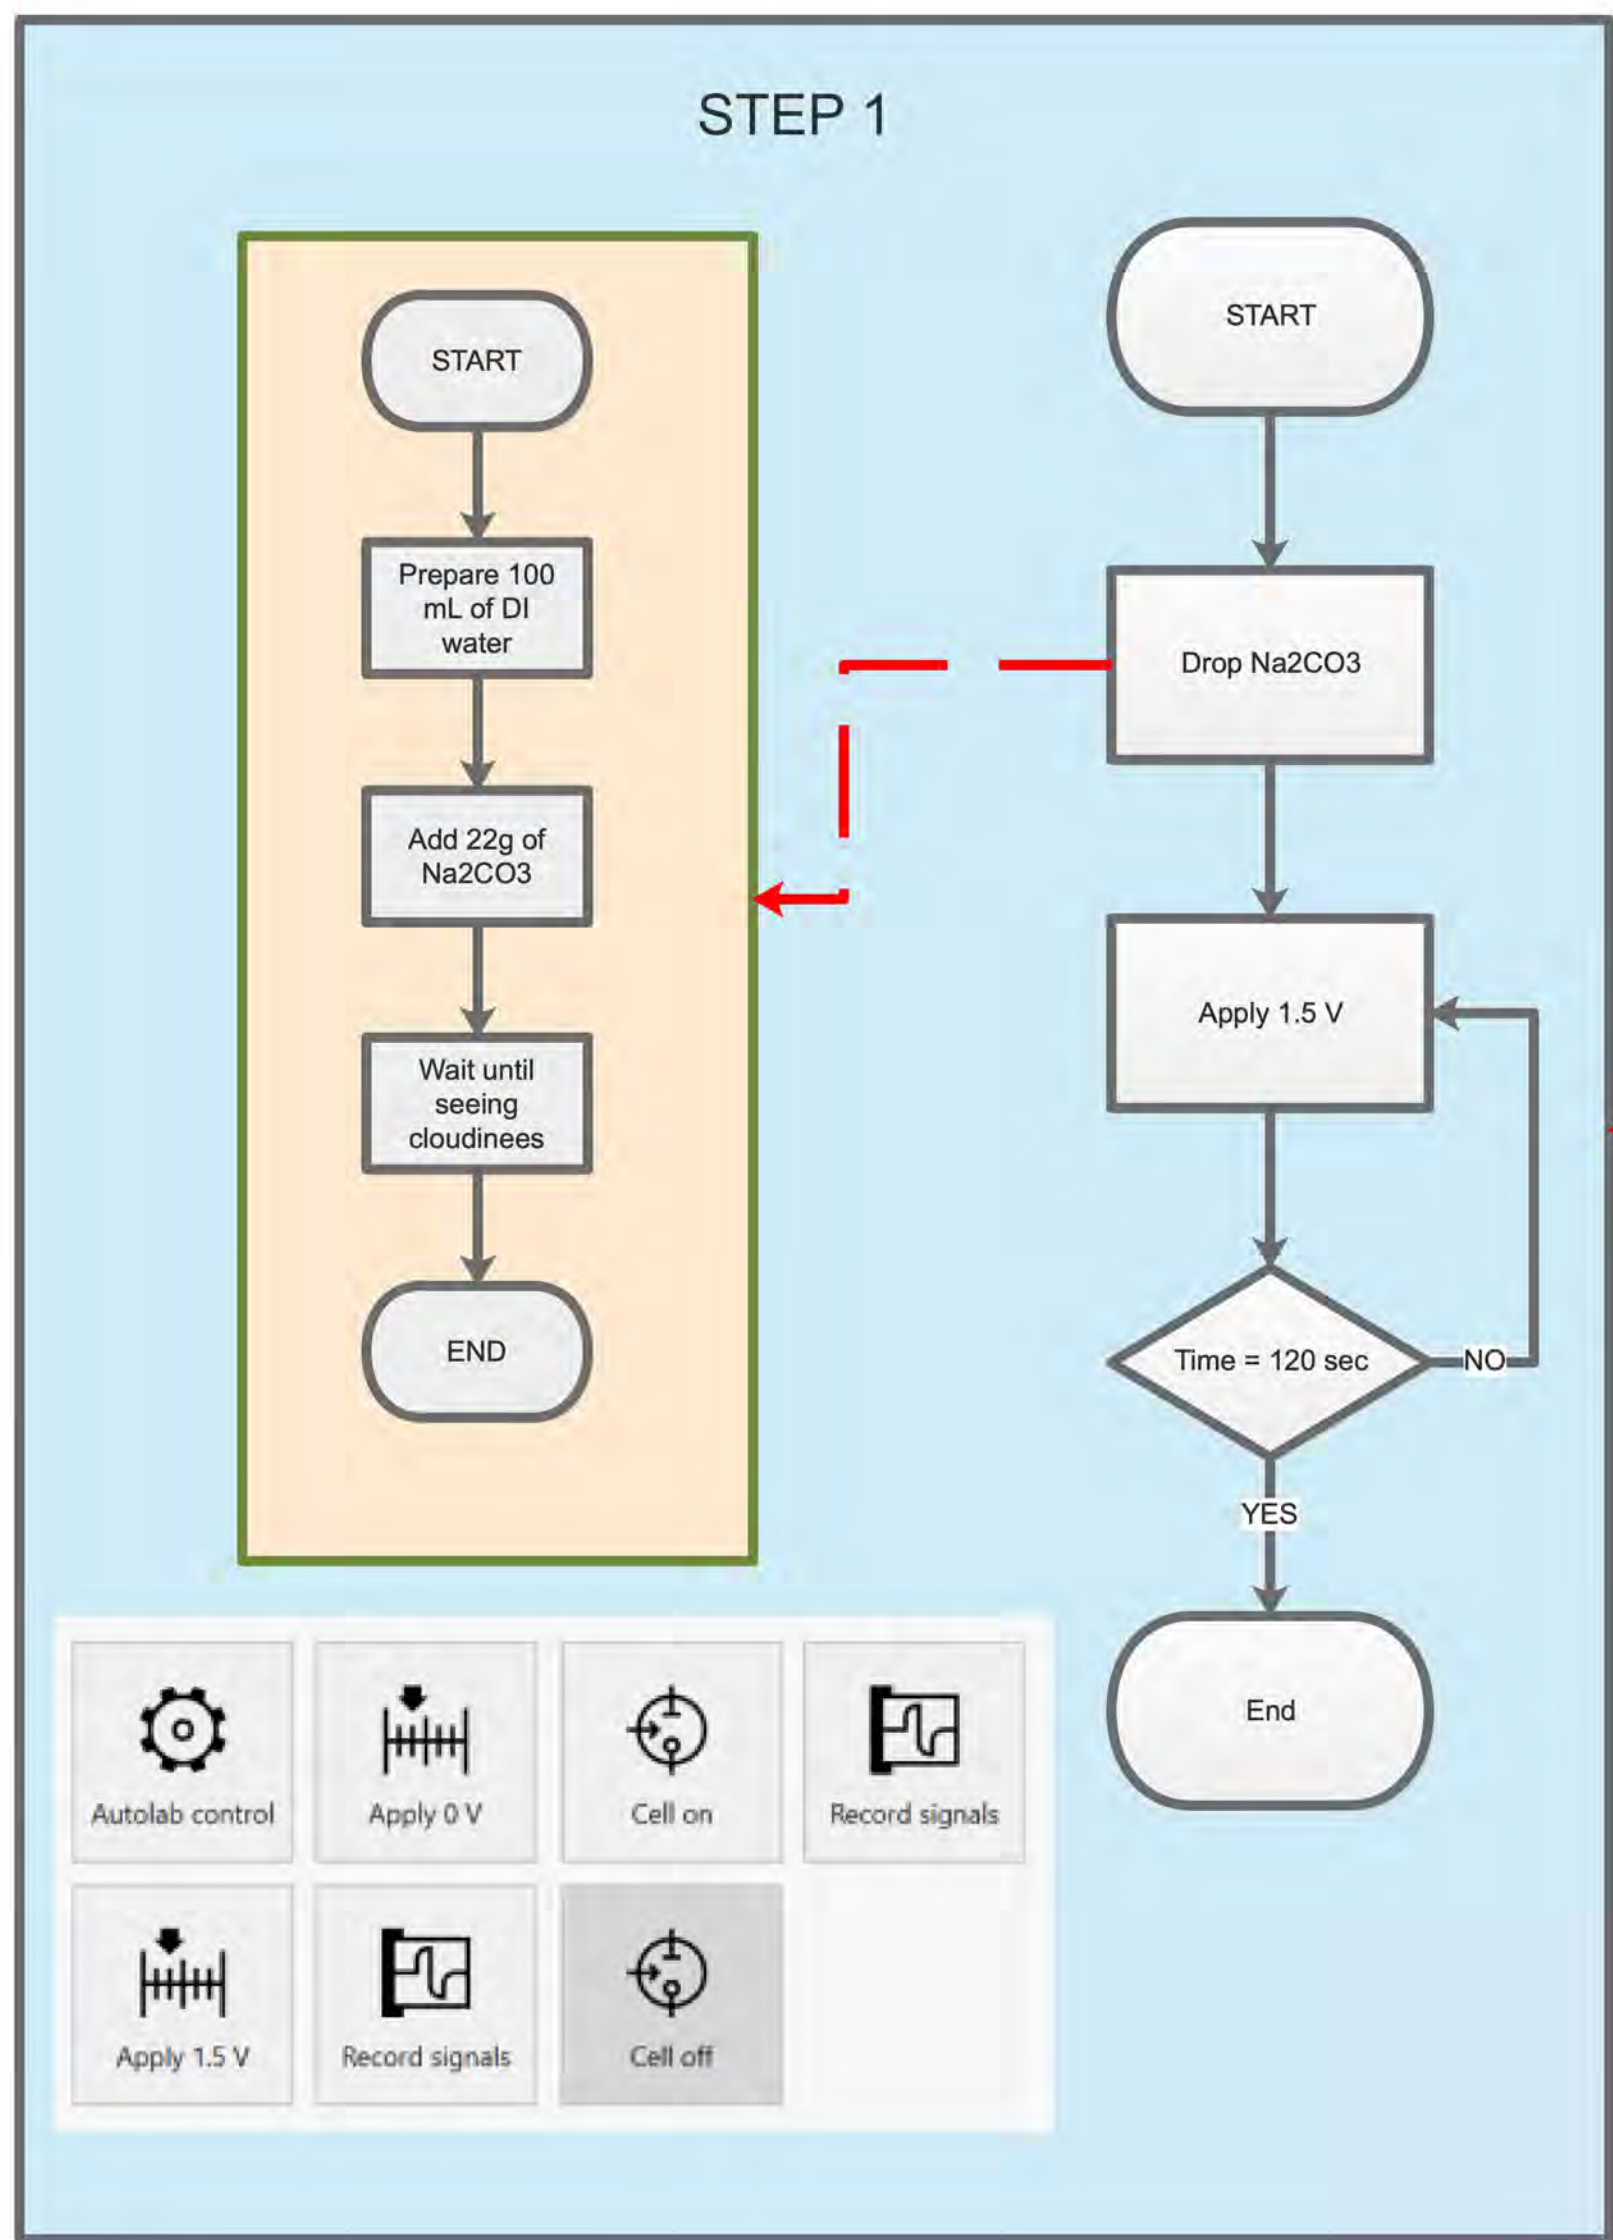 STEP 1
START
Prepare 100
mL of DI
water
Add 22g of
Na2CO3
Wait until
seeing
cloudinees
END
START
Drop Na2CO3
Apply 1.5 V
Time = 120 sec
NO
YES
End
Autolab control
Apply 0 V
Cell on
Record signals
Apply 1.5 V
Record signals
Cell off